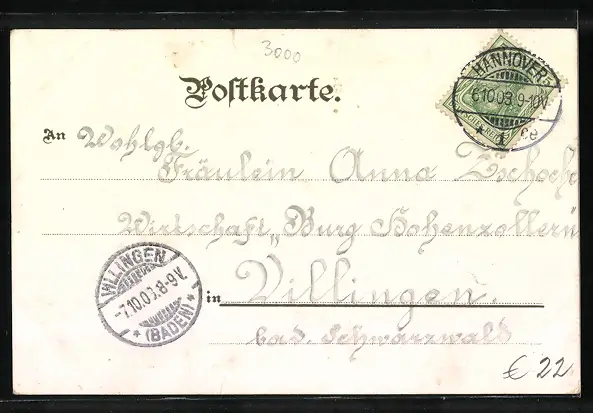 3000
Postkarte.
HANNOVER
6.10.03.9-10V.
* 1 *
An Wohlgb.
Fräulein Anna
Wirtschaft „Burg Hohenzollern
in Villingen.
bad. Schwarzwald
VILLINGEN
-7.10.03.8-9V.
* (BADEN) *
€ 22